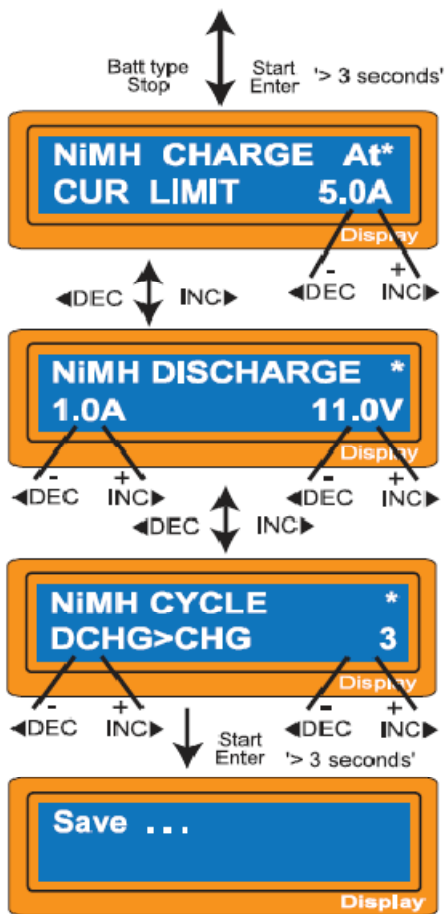 Batt type Start '> 3 seconds'
Stop Enter
NiMH CHARGE At*
CUR LIMIT 5.0A
Display
- +
◀DEC INC▶ ◀DEC INC▶
NiMH DISCHARGE *
1.0A 11.0V
Display
- + - +
◀DEC INC▶ ◀DEC INC▶
◀DEC INC▶
NiMH CYCLE *
DCHG>CHG 3
Display
- + - +
◀DEC INC▶ ◀DEC INC▶
Start
Enter '> 3 seconds'
Save ...
Display